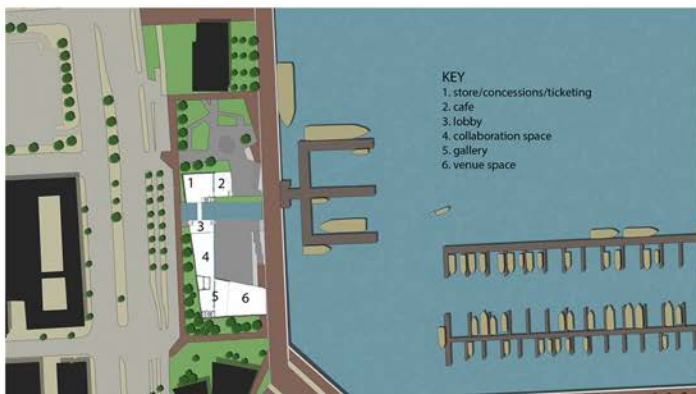 KEY
1. store/concessions/ticketing
2. cafe
3. lobby
4. collaboration space
5. gallery
6. venue space
1
2
3
4
5
6